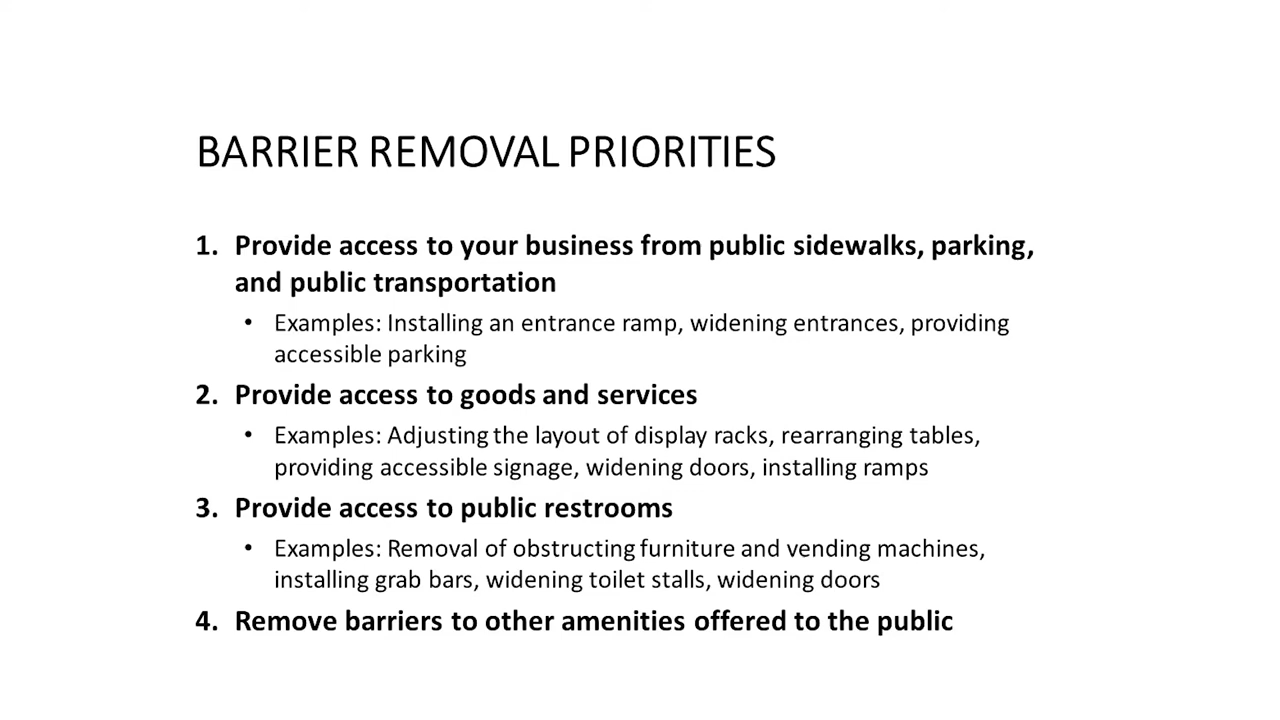 BARRIER REMOVAL PRIORITIES
1. Provide access to your business from public sidewalks, parking,
and public transportation
• Examples: Installing an entrance ramp, widening entrances, providing
accessible parking
2. Provide access to goods and services
• Examples: Adjusting the layout of display racks, rearranging tables,
providing accessible signage, widening doors, installing ramps
3. Provide access to public restrooms
• Examples: Removal of obstructing furniture and vending machines,
installing grab bars, widening toilet stalls, widening doors
4. Remove barriers to other amenities offered to the public